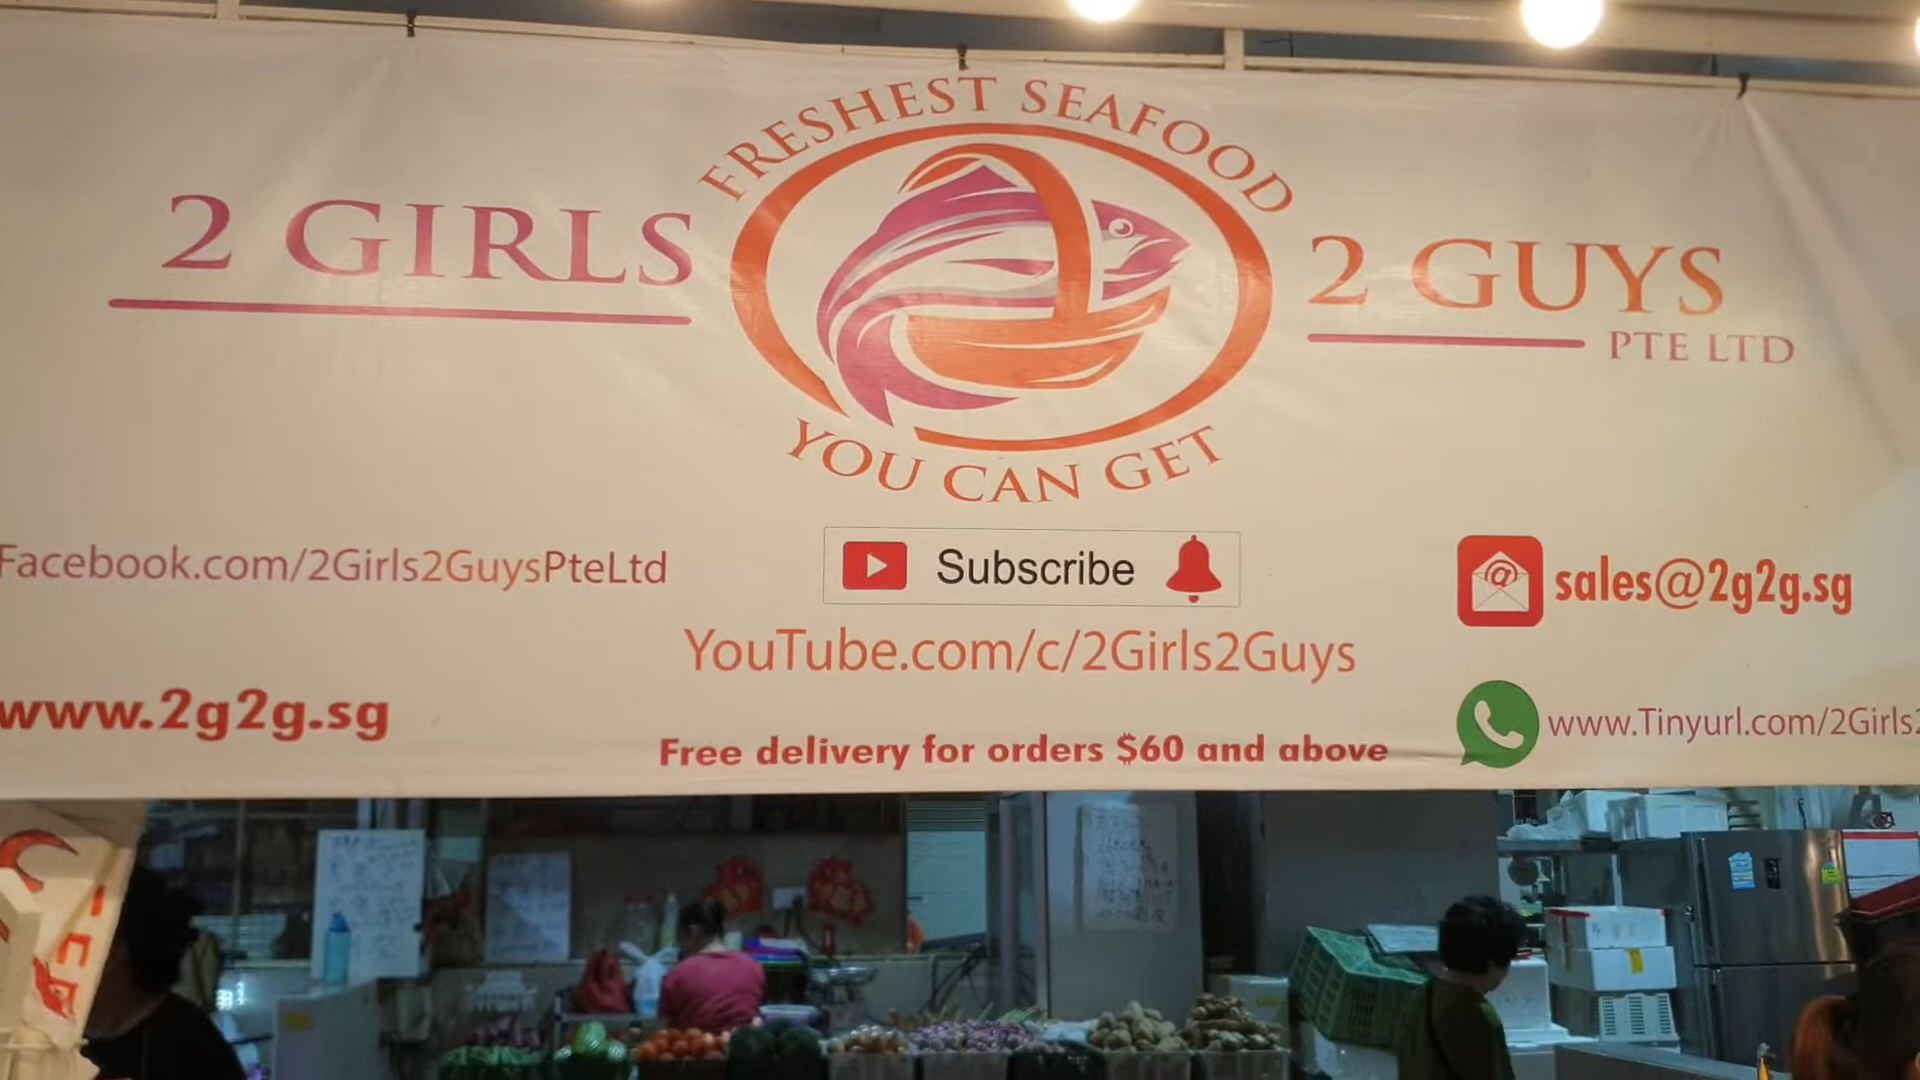 FRESHEST SEAFOOD
2 GIRLS
2 GUYS
PTE LTD
YOU CAN GET
Facebook.com/2Girls2GuysPteLtd
Subscribe
sales@2g2g.sg
YouTube.com/c/2Girls2Guys
www.2g2g.sg
www.Tinyurl.com/2Girls2
Free delivery for orders $60 and above